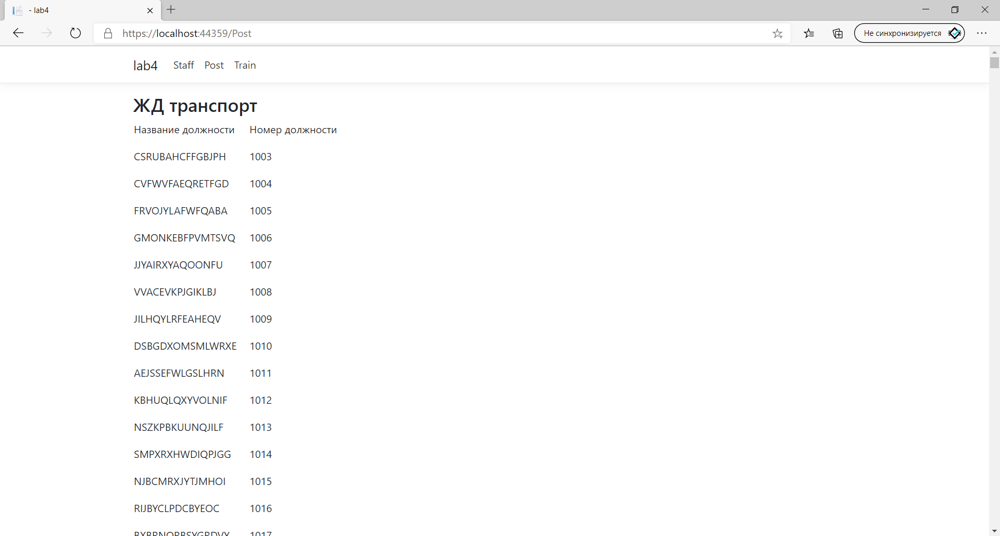 - lab4
https://localhost:44359/Post
Не синхронизируется
lab4 Staff Post Train
ЖД транспорт
Название должности Номер должности
CSRUBAHCFFGBJPH 1003
CVFWVFAEQRETFGD 1004
FRVOJYLAFWFQABA 1005
GMONKEBFPVMTSVQ 1006
JJYAIRXYAQOONFU 1007
VVACEVKPJGIKLBJ 1008
JILHQYLRFEAHEQV 1009
DSBGDXOMSMLWRXE 1010
AEJSSEFWLGSLHRN 1011
KBHUQLQXYVOLNIF 1012
NSZKPBKUUNQJILF 1013
SMPXRXHWDIQPJGG 1014
NJBCMRXJYTJMHOI 1015
RIJBYCLPDCBYEOC 1016
1017